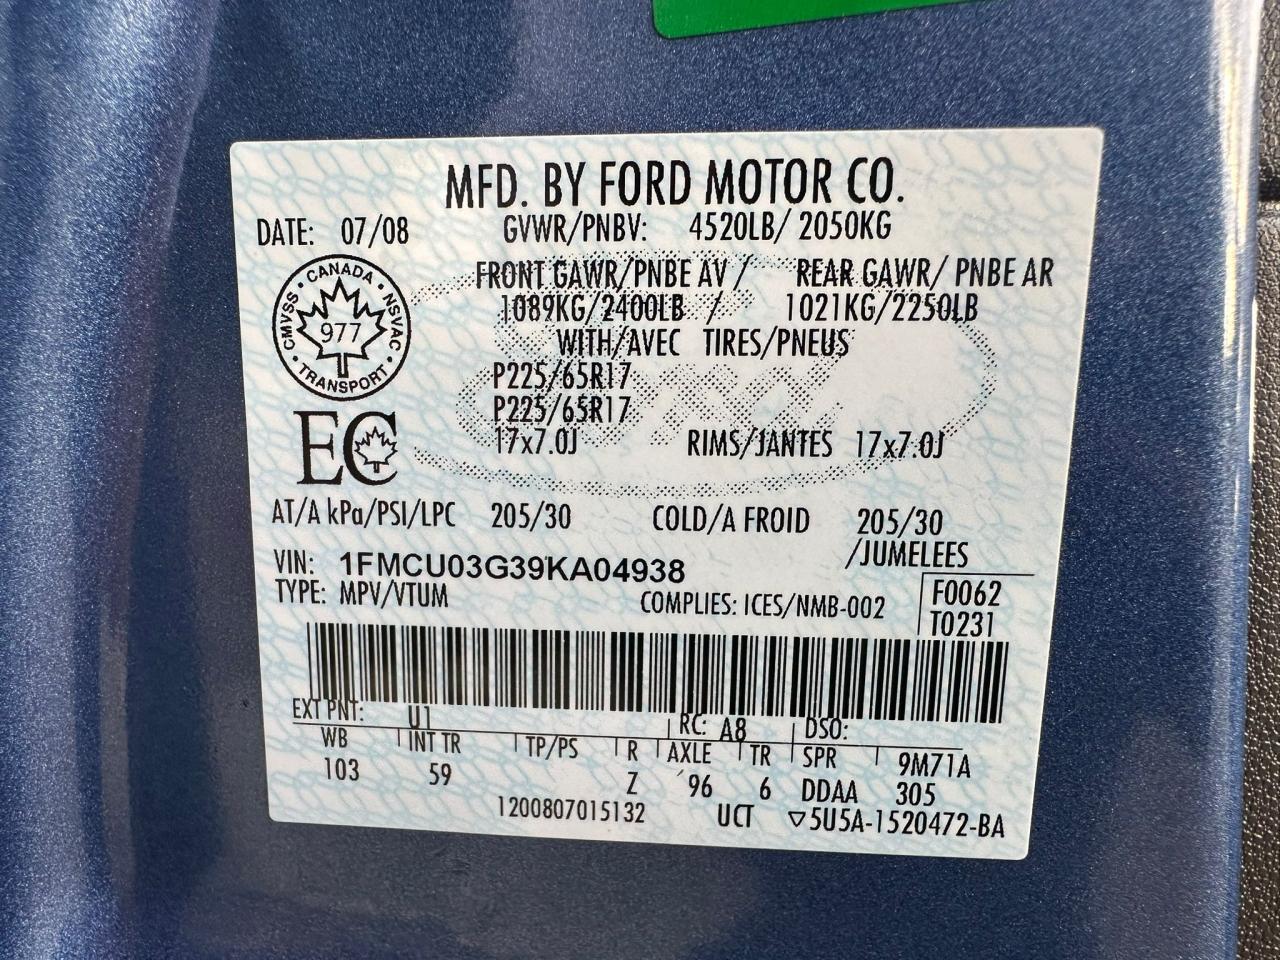 MFD. BY FORD MOTOR CO.
DATE: 07/08 GVWR/PNBV: 4520LB/ 2050KG
FRONT GAWR/PNBE AV / REAR GAWR/ PNBE AR
1089KG/2400LB / 1021KG/2250LB
WITH/AVEC TIRES/PNEUS
P225/65R17
P225/65R17
17x7.0J RIMS/JANTES 17x7.0J
CANADA
CMVSS 977 NSVAC
TRANSPORT
EC
AT/A kPa/PSI/LPC 205/30 COLD/A FROID 205/30
/JUMELEES
VIN: 1FMCU03G39KA04938
TYPE: MPV/VTUM COMPLIES: ICES/NMB-002
F0062
T0231
EXT PNT: U1 RC: A8 DSO:
WB INT TR TP/PS R AXLE TR SPR 9M71A
103 59 Z '96 6 DDAA 305
1200807015132 UCT ▽5U5A-1520472-BA